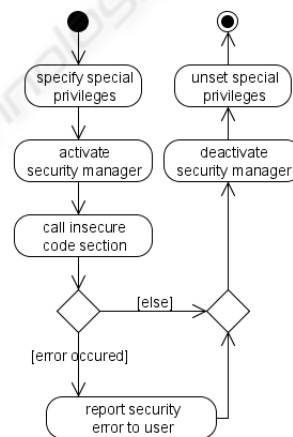 specify special
privileges
activate
security manager
call insecure
code section
[else]
[error occured]
report security
error to user
deactivate
security manager
unset special
privileges